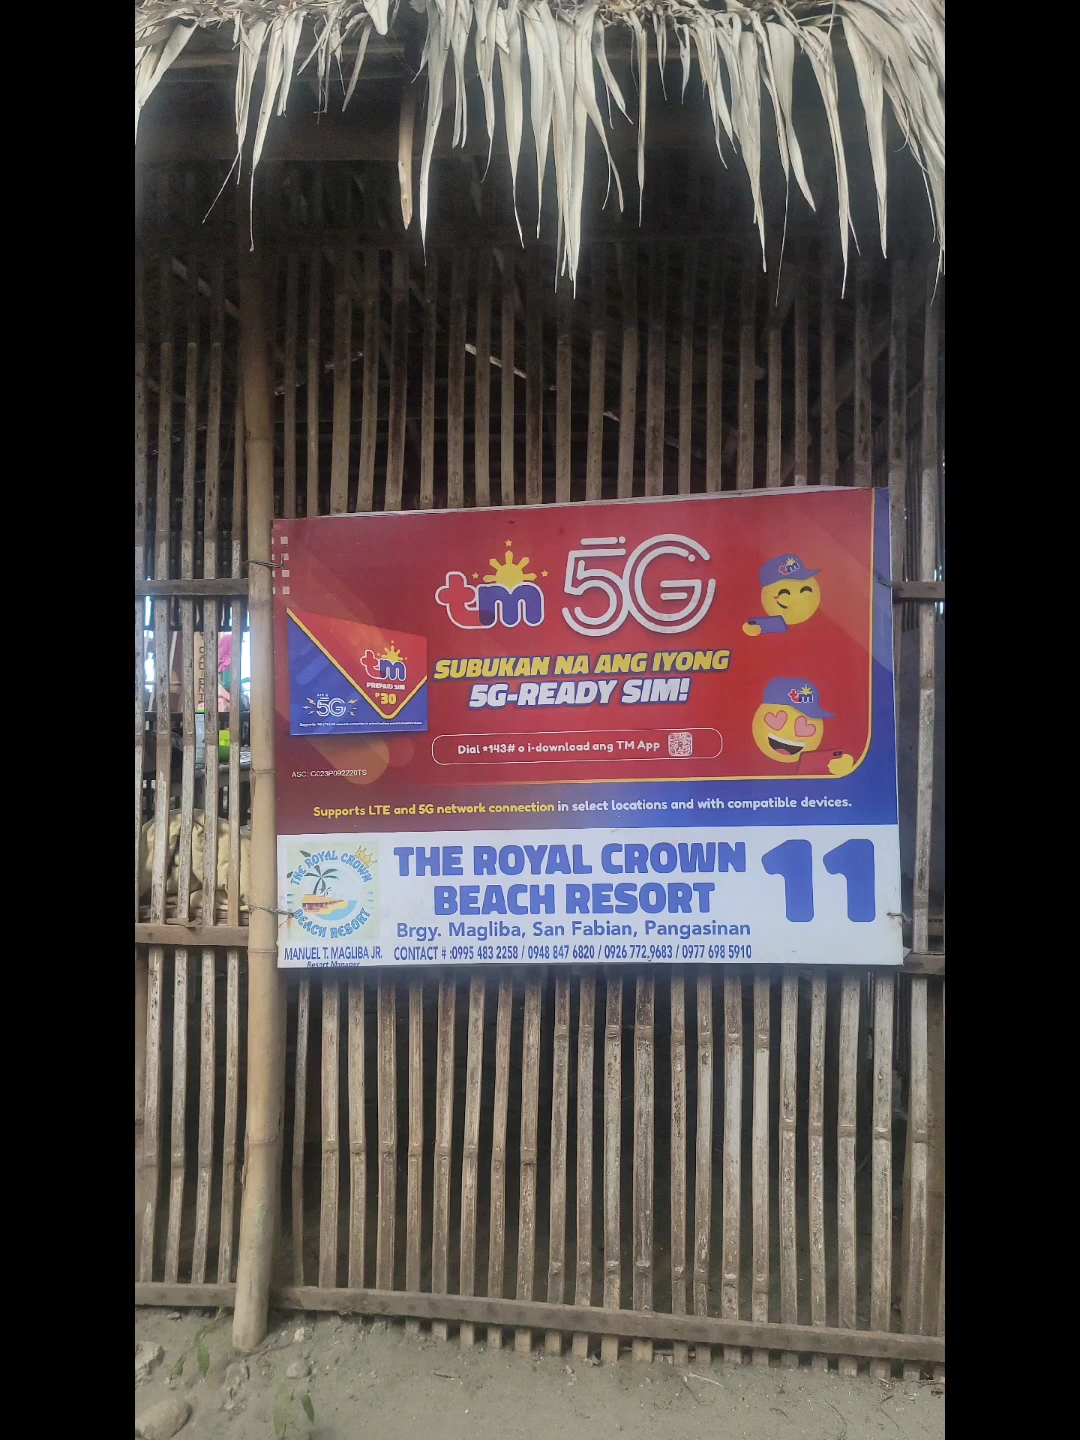 tm 5G
tm
SUBUKAN NA ANG IYONG
5G-READY SIM!
tm
PREPAID SIM
₱30
5G
Dial *143# o i-download ang TM App
tm
Supports LTE and 5G network connection in select locations and with compatible devices.
THE ROYAL CROWN
BEACH RESORT
THE ROYAL CROWN
BEACH RESORT
11
Brgy. Magliba, San Fabian, Pangasinan
MANUEL T. MAGLIBA JR.
Resort Manager
CONTACT # :0995 483 2258 / 0948 847 6820 / 0926 772 9683 / 0977 698 5910